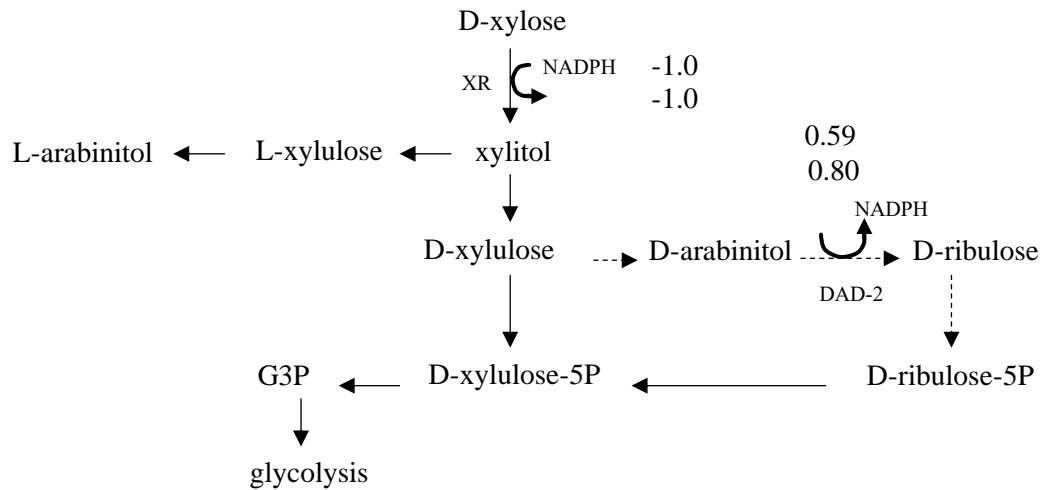 D-xylose
XR NADPH -1.0
-1.0
0.59
L-arabinitol L-xylulose xylitol
0.80
NADPH
D-xylulose D-arabinitol D-ribulose
DAD-2
G3P D-xylulose-5P D-ribulose-5P
glycolysis